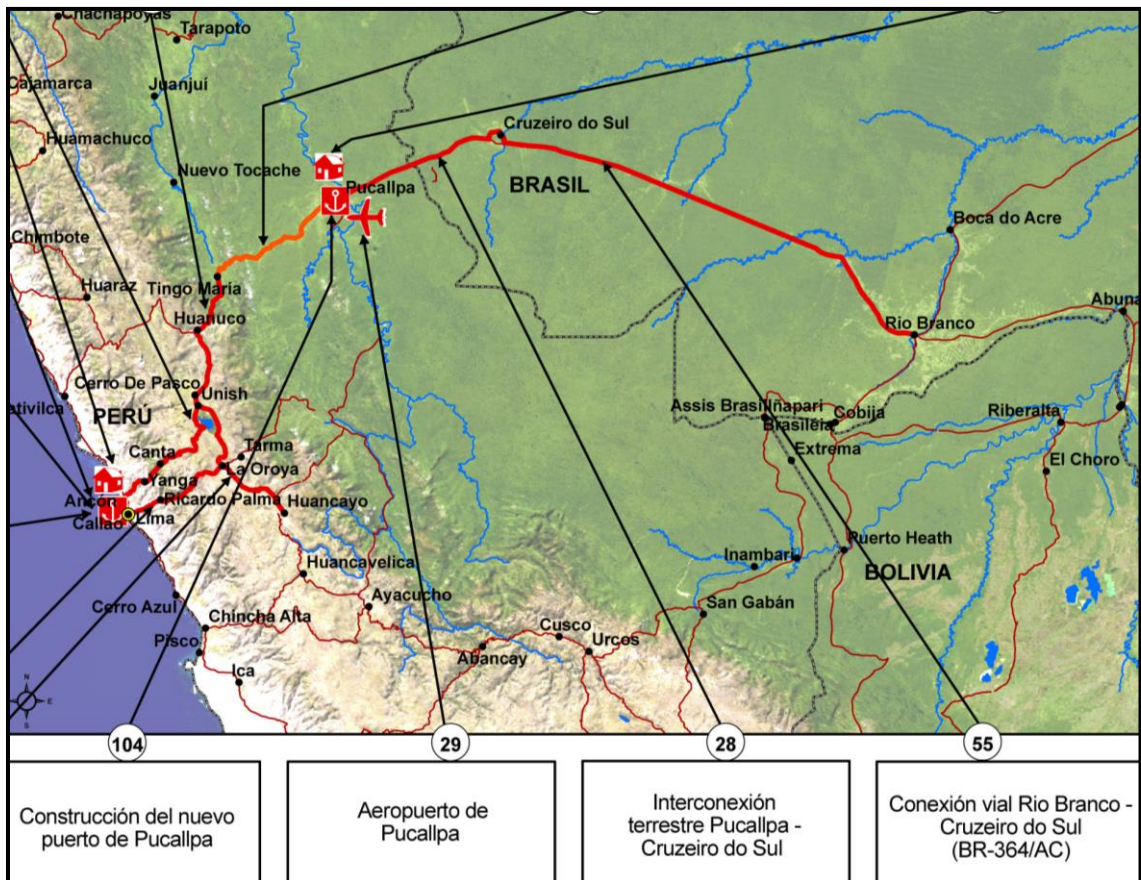 Chachapoyas
Tarapoto
Cajamarca
Juanjuí
Huamachuco
Cruzeiro do Sul
Nuevo Tocache
Pucallpa
BRASIL
Chimbote
Boca do Acre
Huaraz
Tingo María
Abuna
Huanuco
Rio Branco
Cerro De Pasco
Unish
ativilca
PERÚ
Assis Brasil
Iñapari
Cobija
Brasiléia
Riberalta
Extrema
Canta
Tarma
La Oroya
El Choro
Yanga
Ricardo Palma
Huancayo
Ancon
Callao
Lima
Puerto Heath
Inambari
BOLIVIA
Huancavelica
Cerro Azul
Ayacucho
San Gabán
Chincha Alta
Cusco
Urcos
Pisco
Abancay
Ica
N
E
S
104
29
28
55
Construcción del nuevo
puerto de Pucallpa
Aeropuerto de
Pucallpa
Interconexión
terrestre Pucallpa -
Cruzeiro do Sul
Conexión vial Rio Branco -
Cruzeiro do Sul
(BR-364/AC)